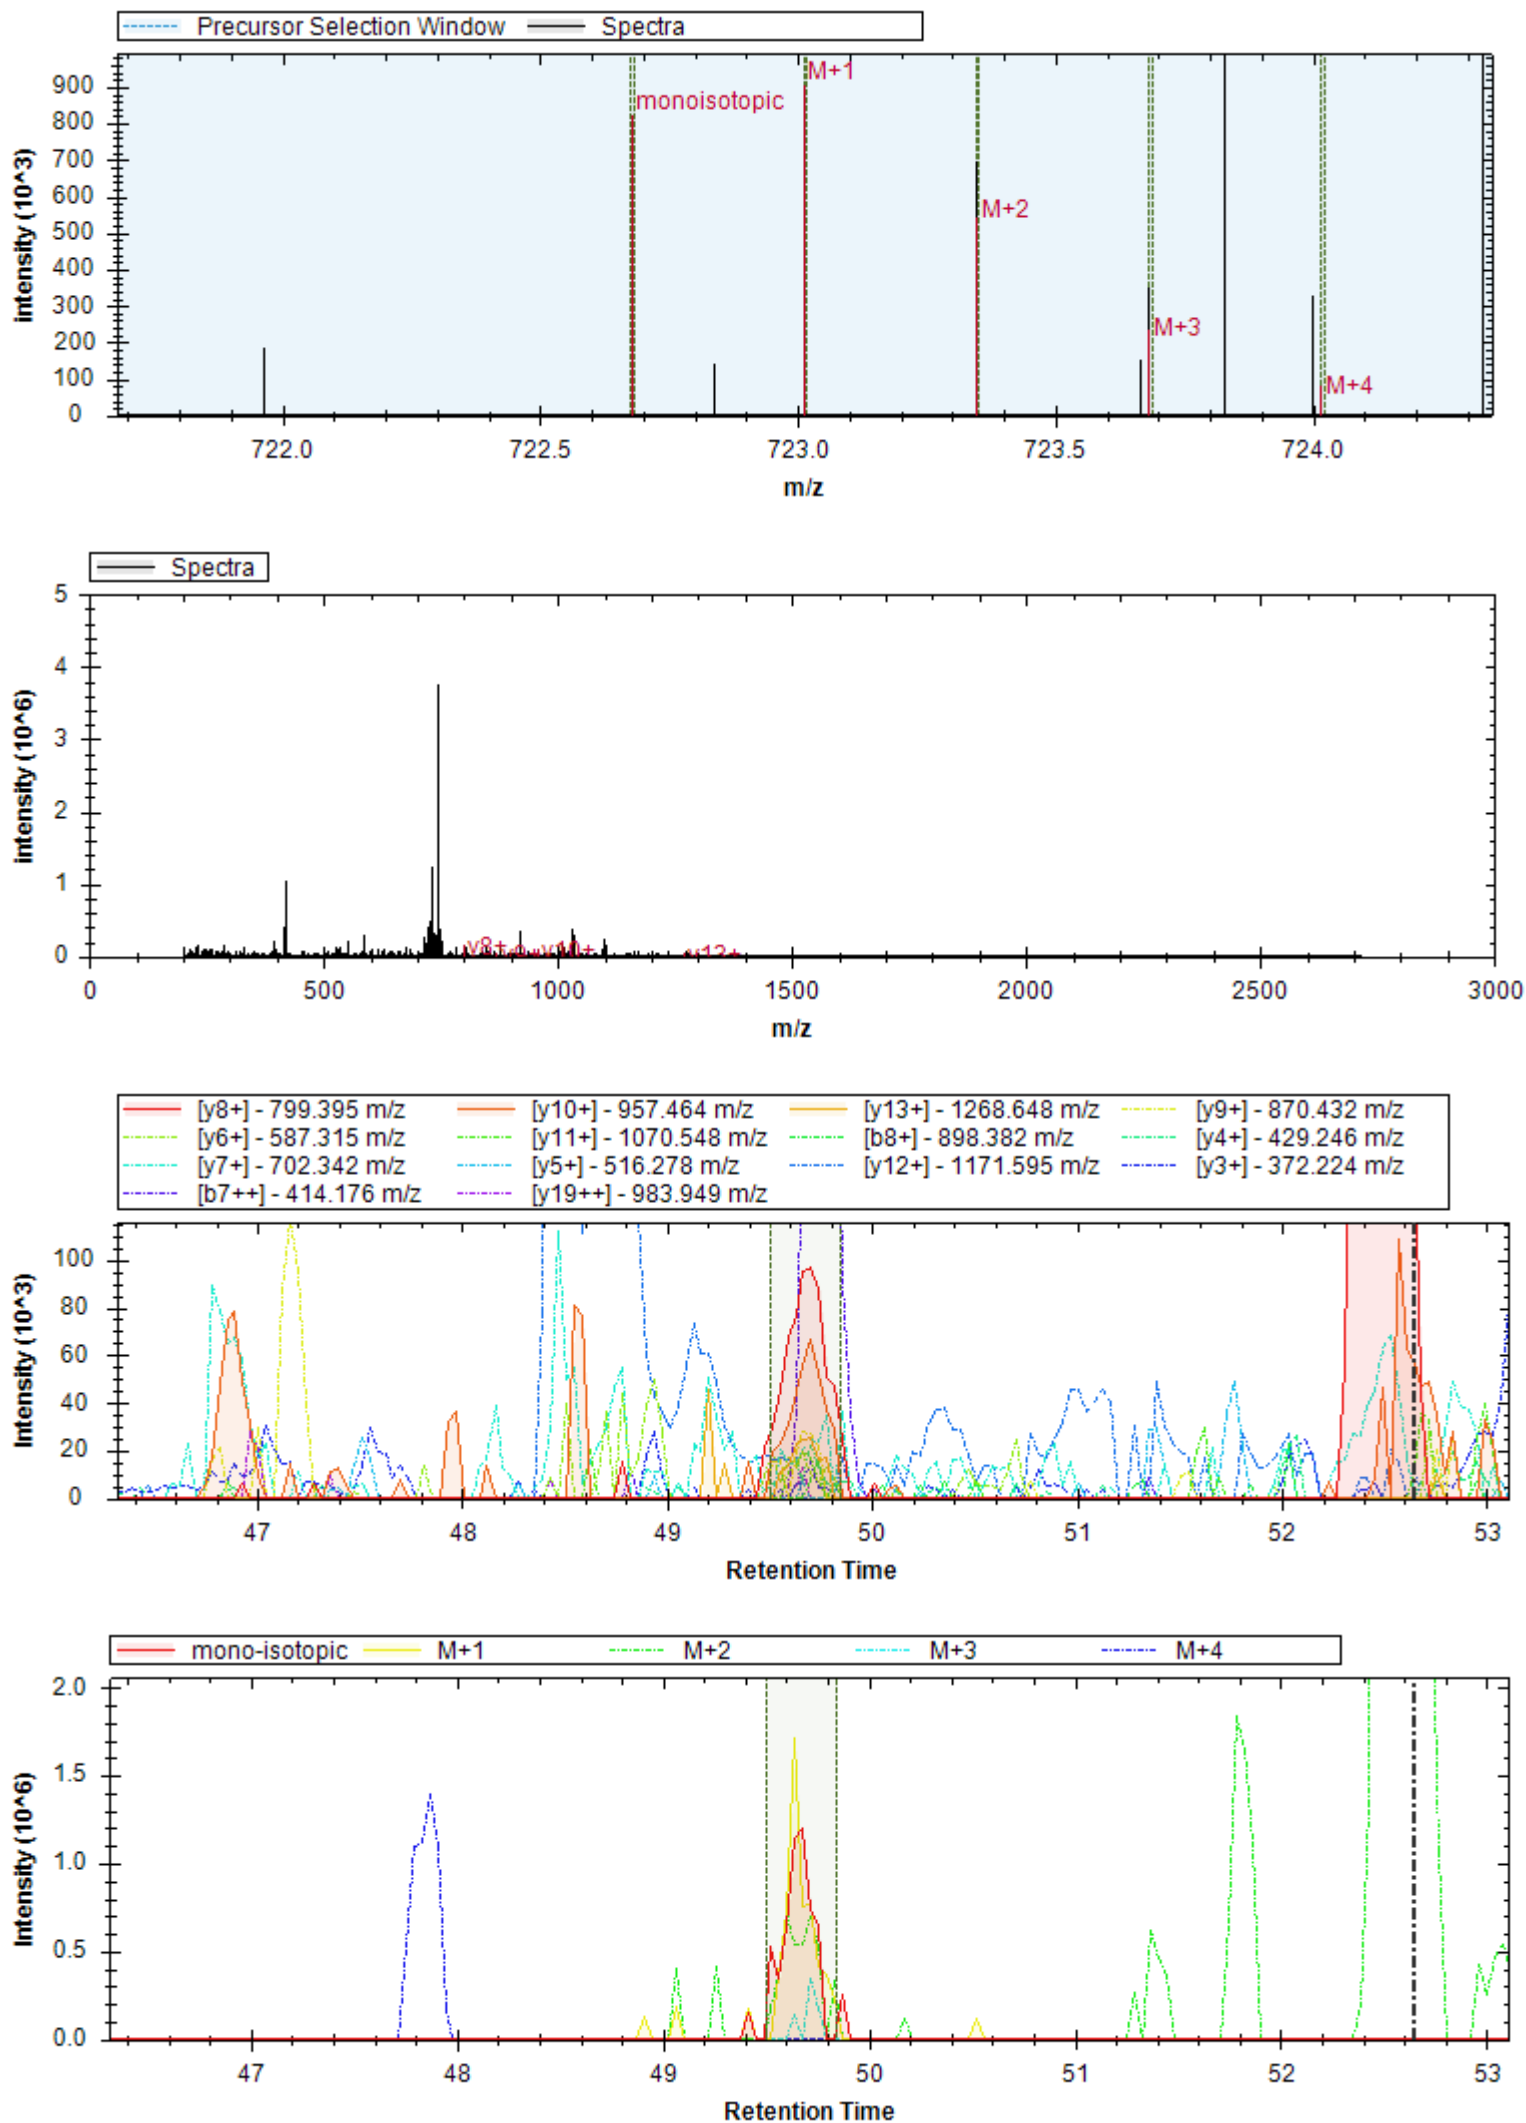 Precursor Selection Window Spectra
M+1
900
monoisotopic
800
700
600
M+2
500
400
300
M+3
200
M+4
100
0
intensity (10^3)
722.0 722.5 723.0 723.5 724.0
m/z
Spectra
5
4
3
2
1
0
intensity (10^6)
y8+ y10+
0 500 1000 1500 2000 2500 3000
m/z
[y8+] - 799.395 m/z [y10+] - 957.464 m/z [y13+] - 1268.648 m/z [y9+] - 870.432 m/z
[y6+] - 587.315 m/z [y11+] - 1070.548 m/z [b8+] - 898.382 m/z [y4+] - 429.246 m/z
[y7+] - 702.342 m/z [y5+] - 516.278 m/z [y12+] - 1171.595 m/z [y3+] - 372.224 m/z
[b7++] - 414.176 m/z [y19++] - 983.949 m/z
100
80
60
40
20
0
Intensity (10^3)
47 48 49 50 51 52 53
Retention Time
mono-isotopic M+1 M+2 M+3 M+4
2.0
1.5
1.0
0.5
0.0
Intensity (10^6)
47 48 49 50 51 52 53
Retention Time